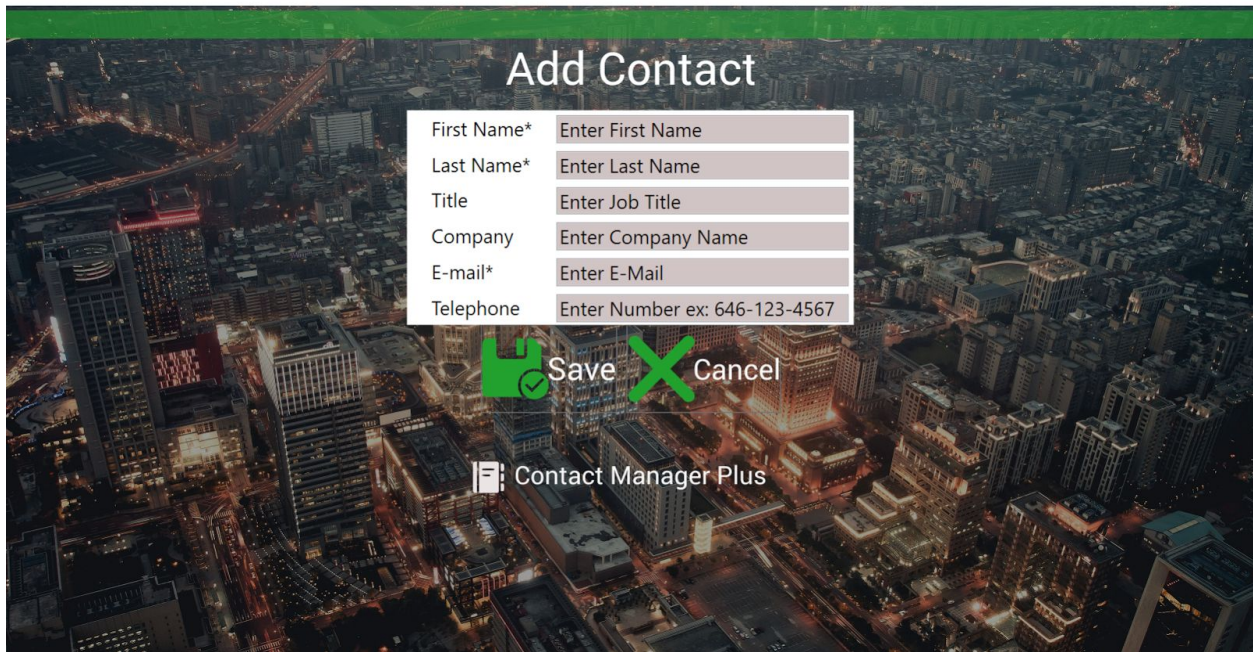 Add Contact
First Name* Enter First Name
Last Name* Enter Last Name
Title Enter Job Title
Company Enter Company Name
E-mail* Enter E-Mail
Telephone Enter Number ex: 646-123-4567
Save Cancel
Contact Manager Plus